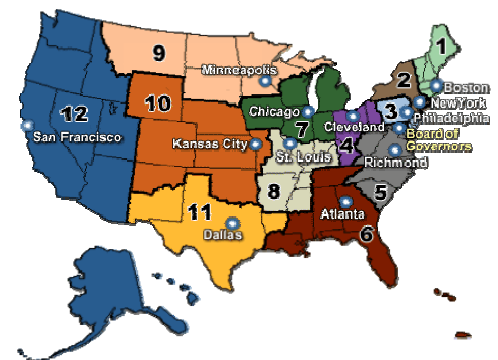 1
9
2
Minneapolis
Boston
10
New York
3
Philadelphia
12
Chicago
Cleveland
Board of
Governors
San Francisco
7
Kansas City
4
St. Louis
Richmond
8
5
11
Atlanta
Dallas
6